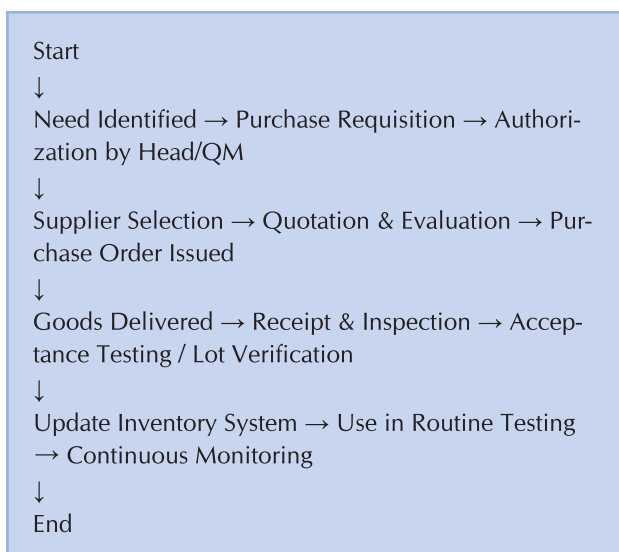 Start
↓
Need Identified → Purchase Requisition → Authori-
zation by Head/QM
↓
Supplier Selection → Quotation & Evaluation → Pur-
chase Order Issued
↓
Goods Delivered → Receipt & Inspection → Accep-
tance Testing / Lot Verification
↓
Update Inventory System → Use in Routine Testing
→ Continuous Monitoring
↓
End